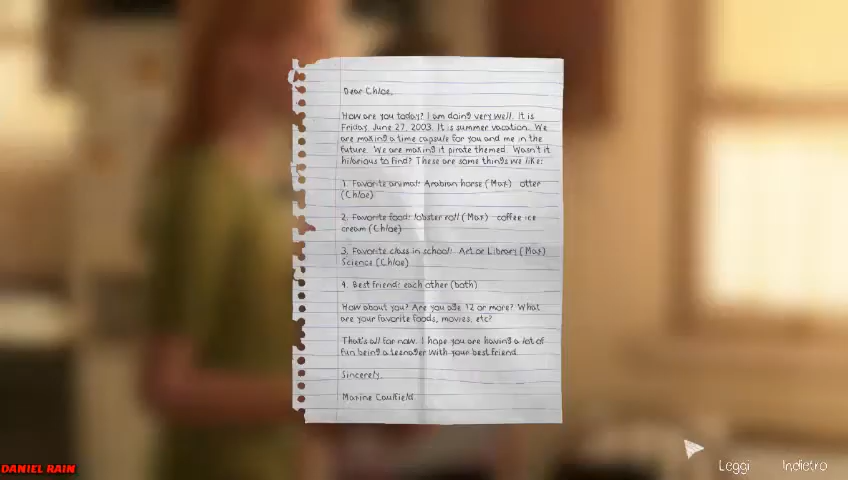 Dear Chloe,
How are you today? I am doing very well. It is
Friday, June 27, 2003. It is summer vacation. We
are making a time capsule for you and me in the
future. We are making it pirate themed. Wasn't it
hilarious to find? These are some things we like:
1. Favorite animal: Arabian horse (Max) otter
(Chloe)
2. Favorite food: lobster roll (Max) coffee ice
cream (Chloe)
3. Favorite class in school: Art or Library (Max)
Science (Chloe)
4. Best friend: each other (both)
How about you? Are you age 12 or more? What
are your favorite foods, movies, etc?
That's all for now. I hope you are having a lot of
fun being a teenager with your best friend.
Sincerely,
Maxine Caulfield
DANIEL RAIN
Leggi
Indietro